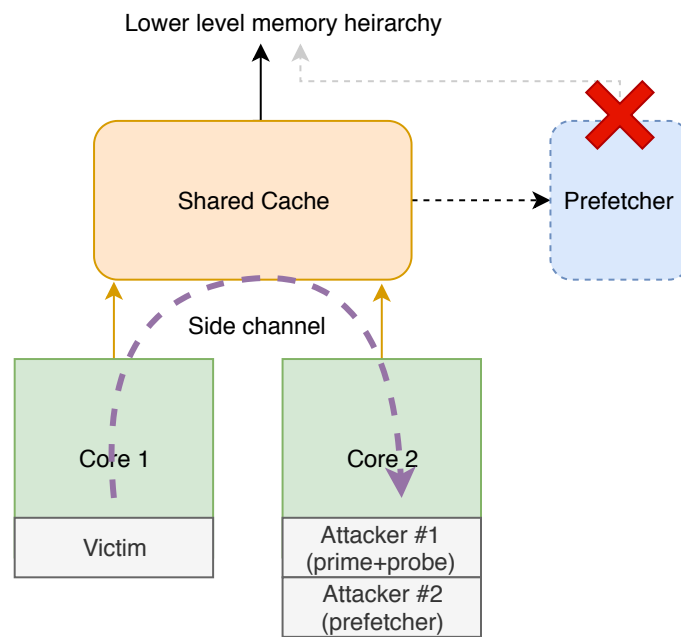 Lower level memory heirarchy
Shared Cache
Prefetcher
Side channel
Core 1
Core 2
Victim
Attacker #1
(prime+probe)
Attacker #2
(prefetcher)